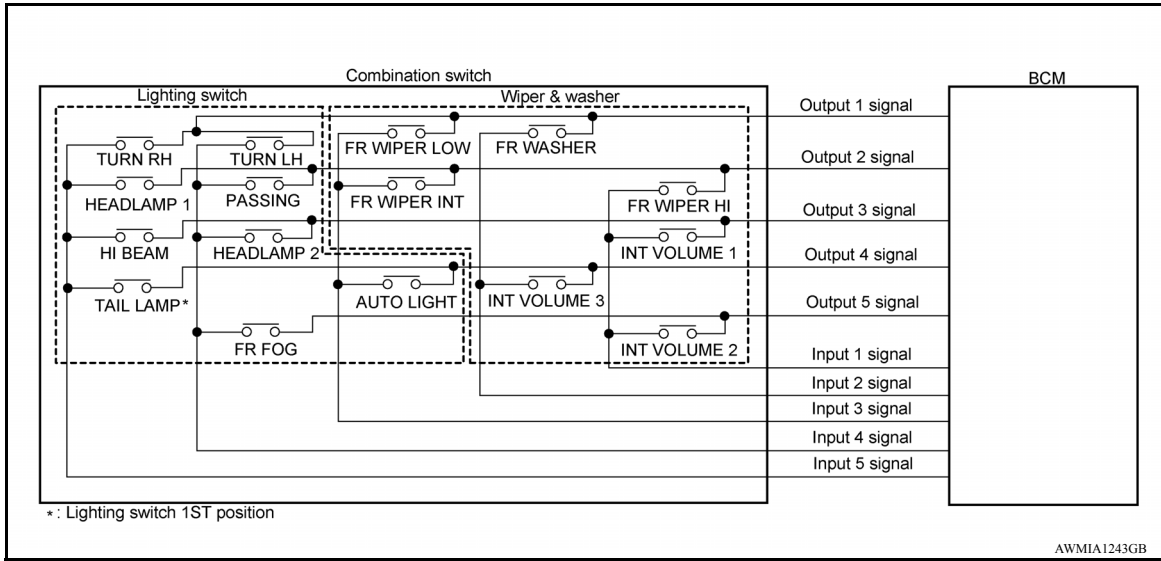 Combination switch
BCM
Lighting switch
Wiper & washer
Output 1 signal
TURN RH
TURN LH
FR WIPER LOW
FR WASHER
Output 2 signal
HEADLAMP 1
PASSING
FR WIPER INT
FR WIPER HI
Output 3 signal
HI BEAM
HEADLAMP 2
INT VOLUME 1
Output 4 signal
TAIL LAMP*
AUTO LIGHT
INT VOLUME 3
Output 5 signal
FR FOG
INT VOLUME 2
Input 1 signal
Input 2 signal
Input 3 signal
Input 4 signal
Input 5 signal
* : Lighting switch 1ST position
AWMIA1243GB